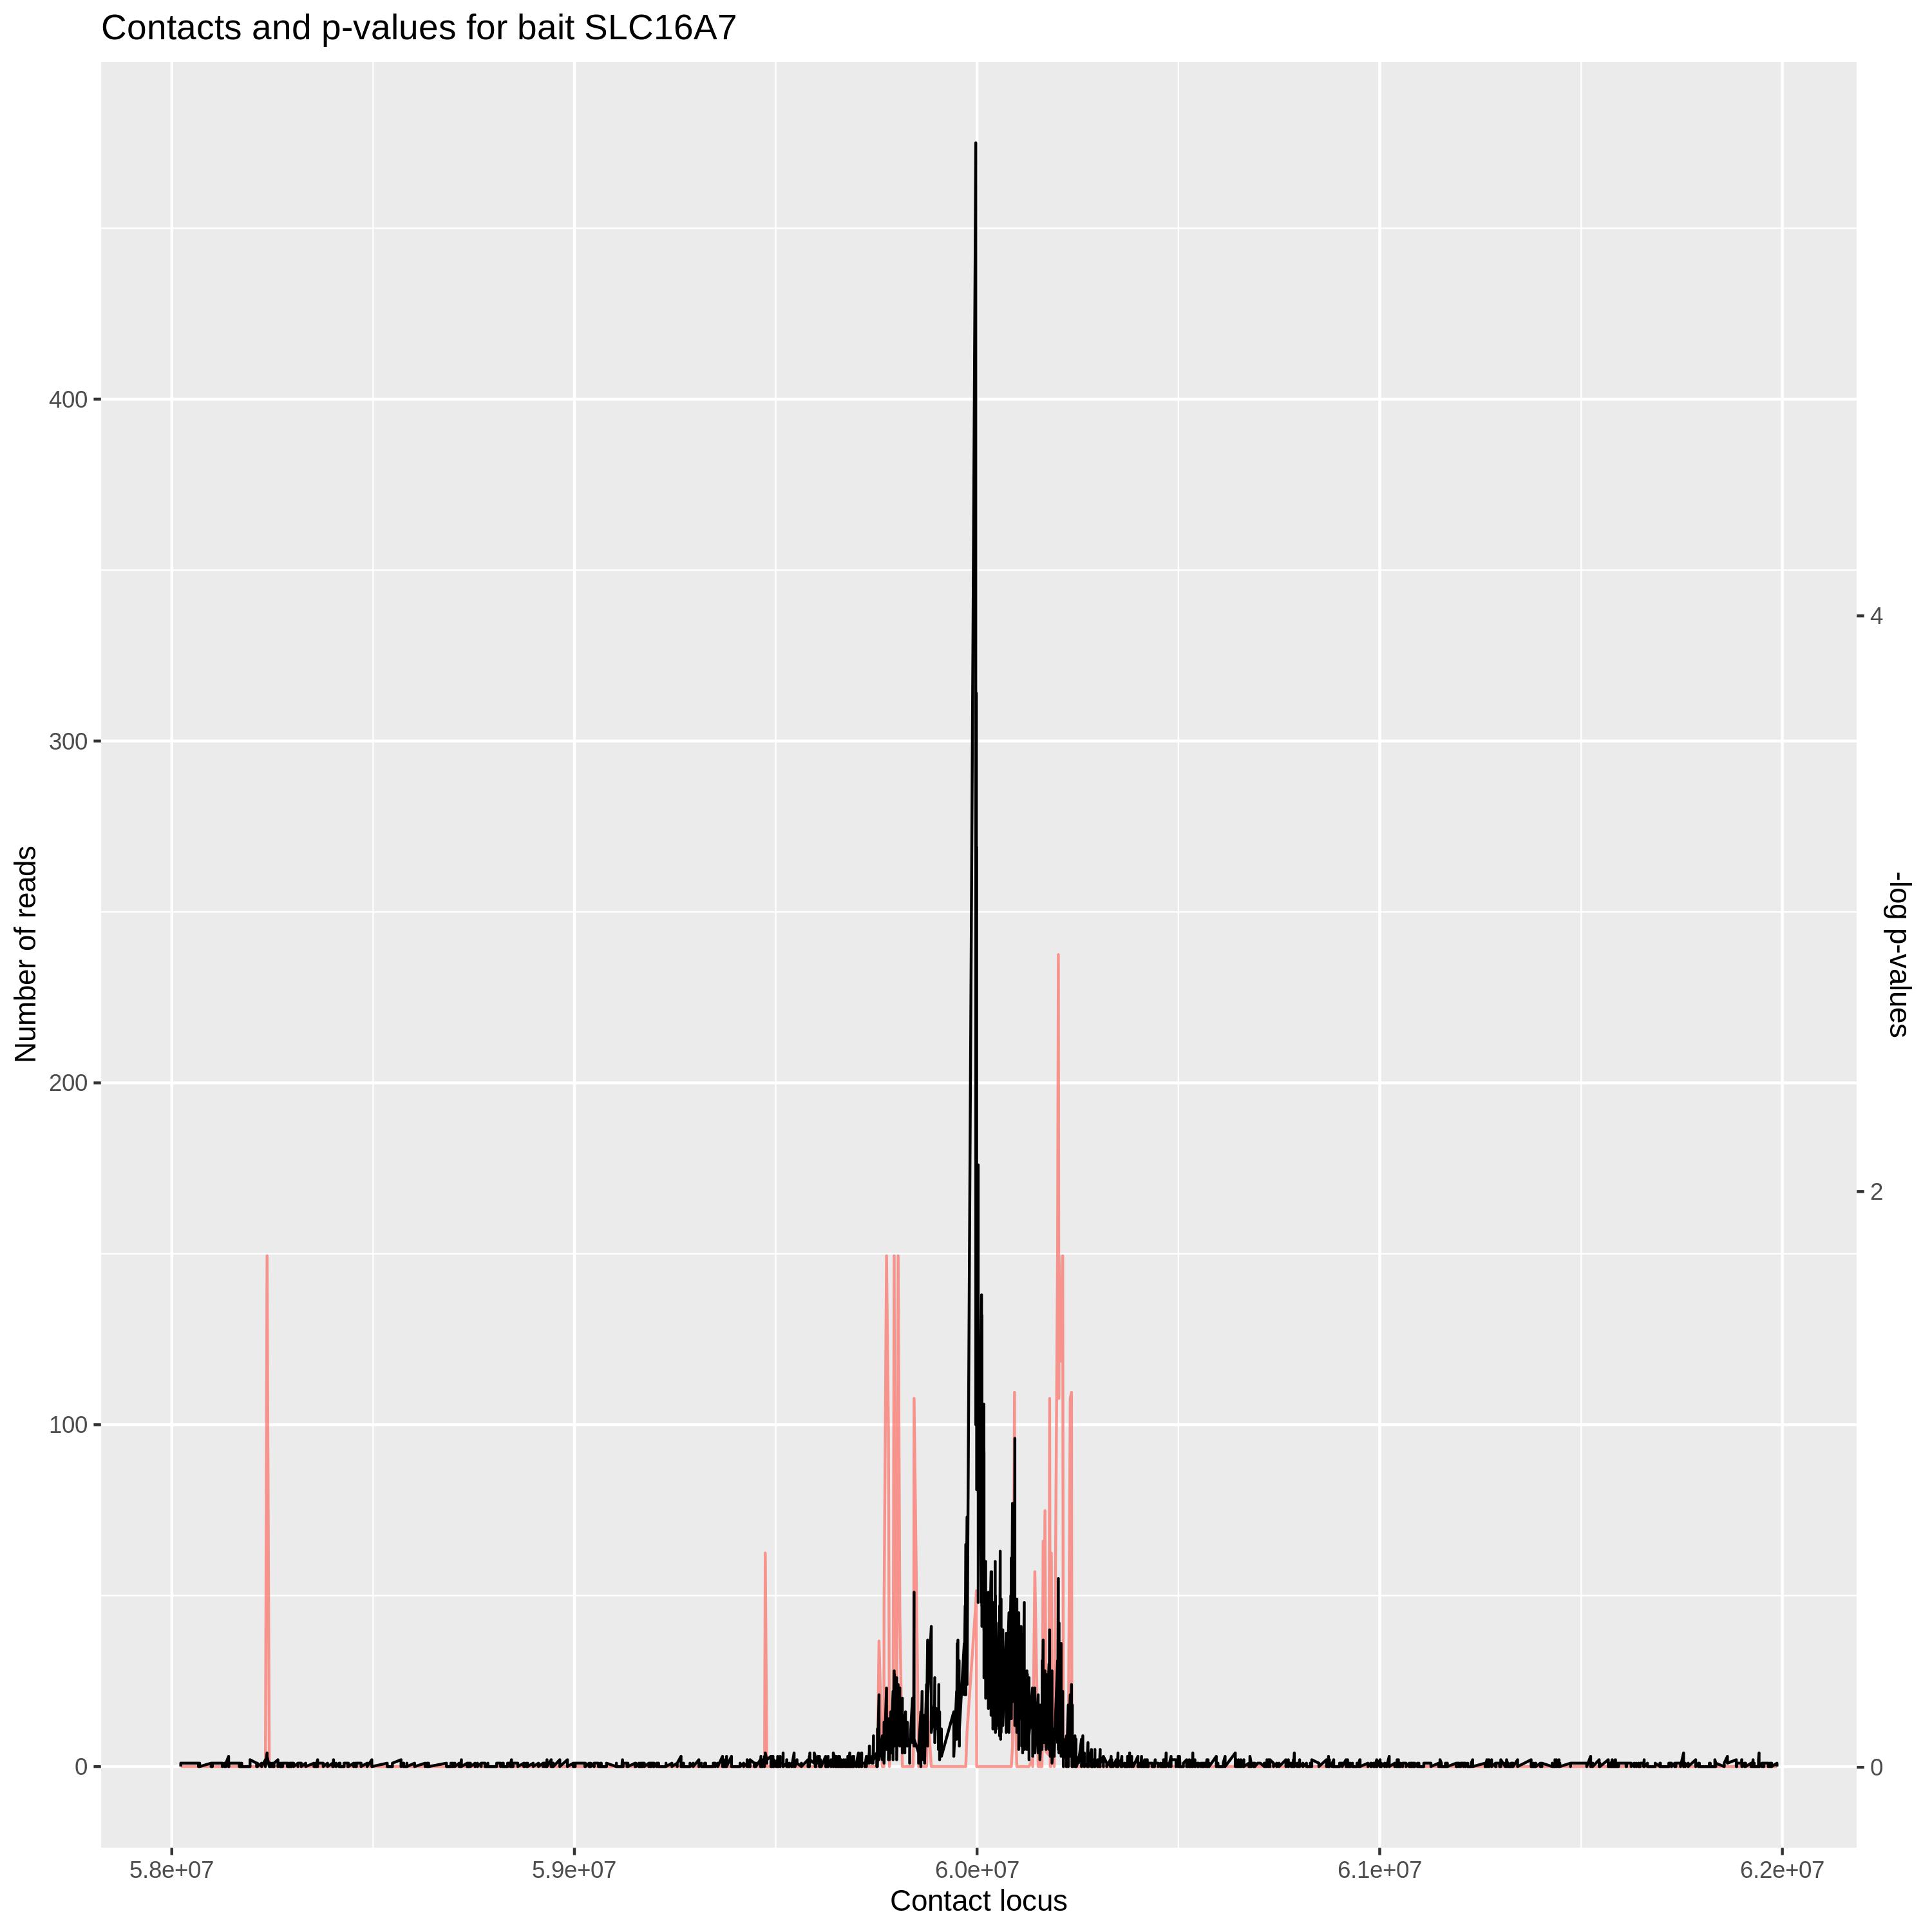 Contacts and p-values for bait SLC16A7
Number of reads
400
300
200
100
0
4
2
0
-log p-values
5.8e+07
5.9e+07
6.0e+07
6.1e+07
6.2e+07
Contact locus